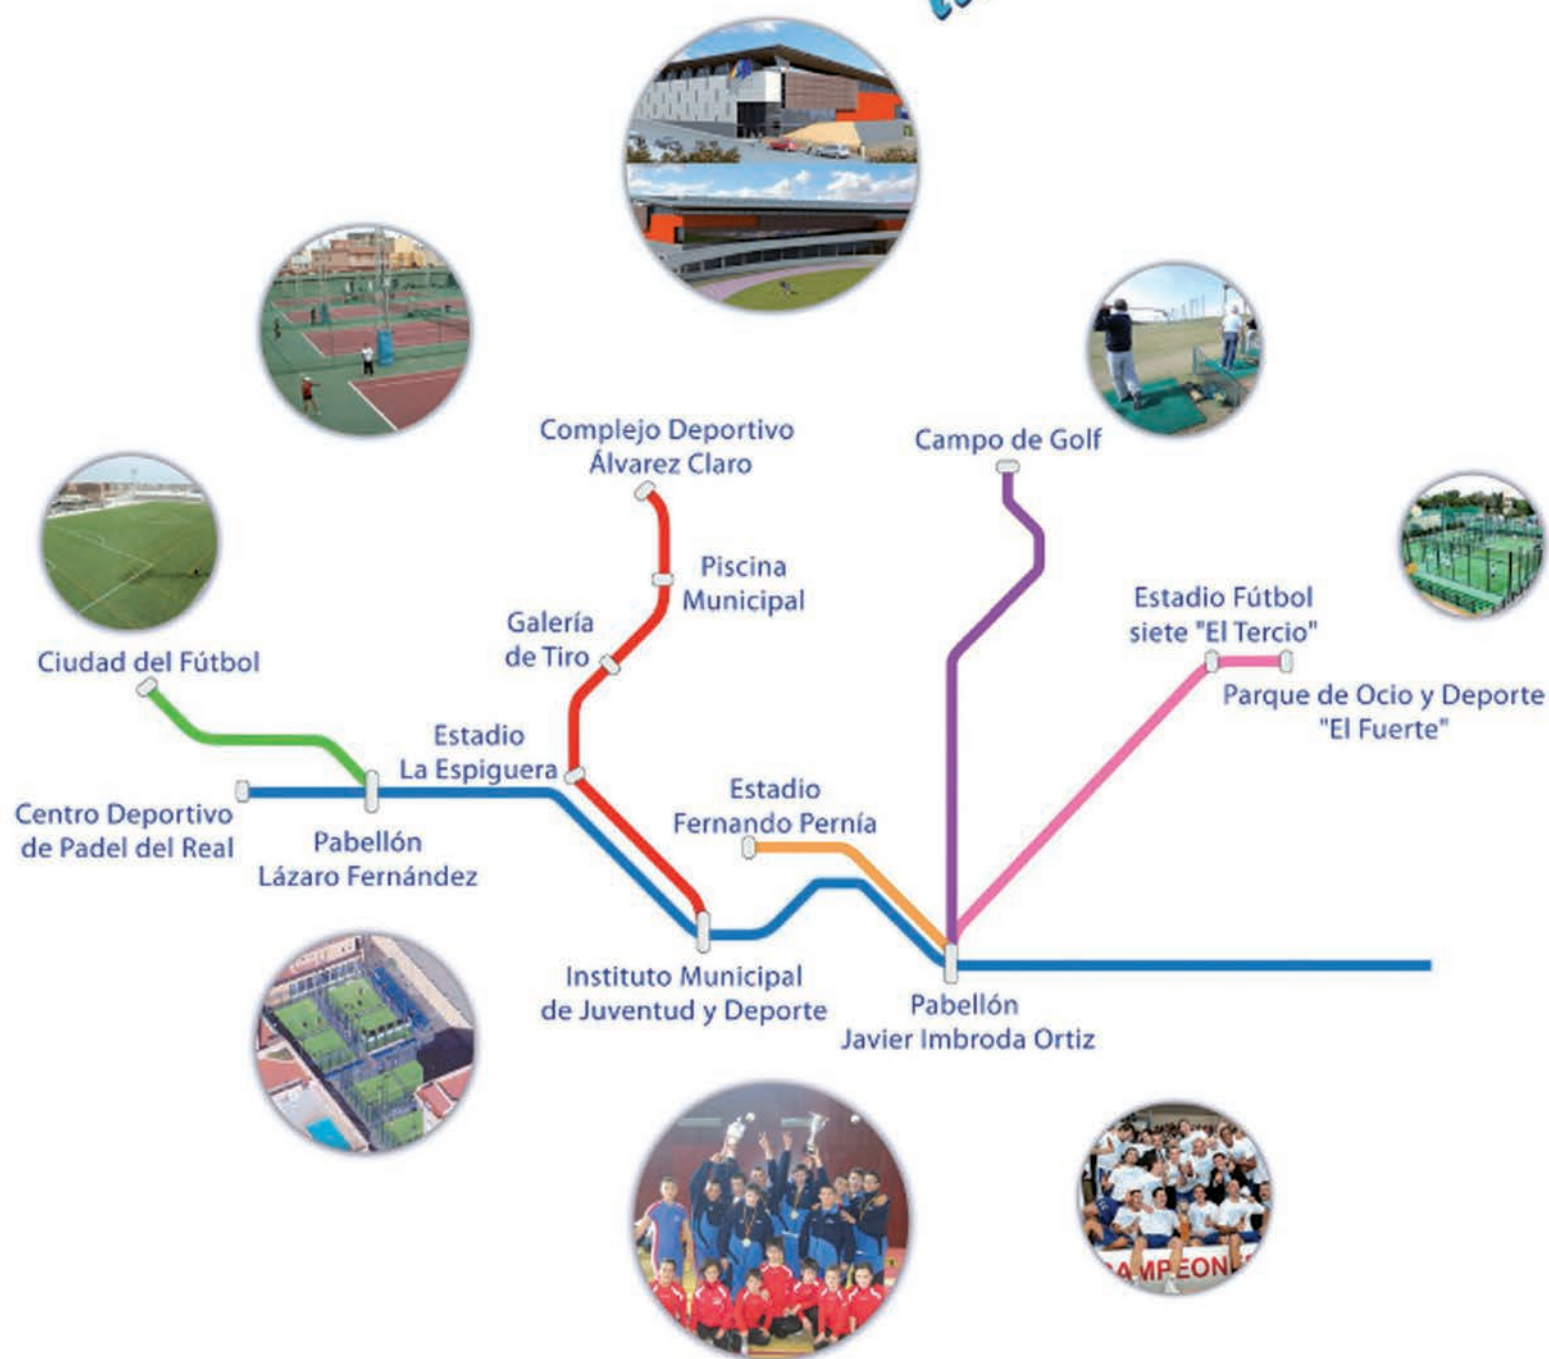 Complejo Deportivo
Álvarez Claro
Campo de Golf
Piscina
Municipal
Galería
de Tiro
Estadio Fútbol
siete "El Tercio"
Ciudad del Fútbol
Parque de Ocio y Deporte
"El Fuerte"
Estadio
La Espiguera
Estadio
Fernando Pernía
Centro Deportivo
de Padel del Real
Pabellón
Lázaro Fernández
Instituto Municipal
de Juventud y Deporte
Pabellón
Javier Imbroda Ortiz
AMPEONE